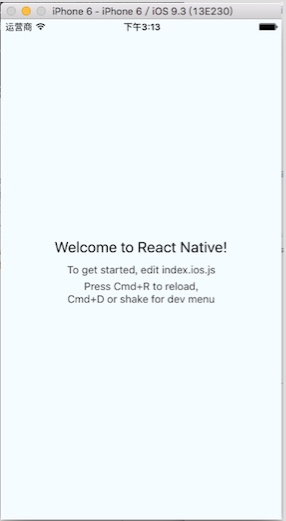 iPhone 6 - iPhone 6 / iOS 9.3 (13E230)
运营商 下午3:13
Welcome to React Native!
To get started, edit index.ios.js
Press Cmd+R to reload,
Cmd+D or shake for dev menu